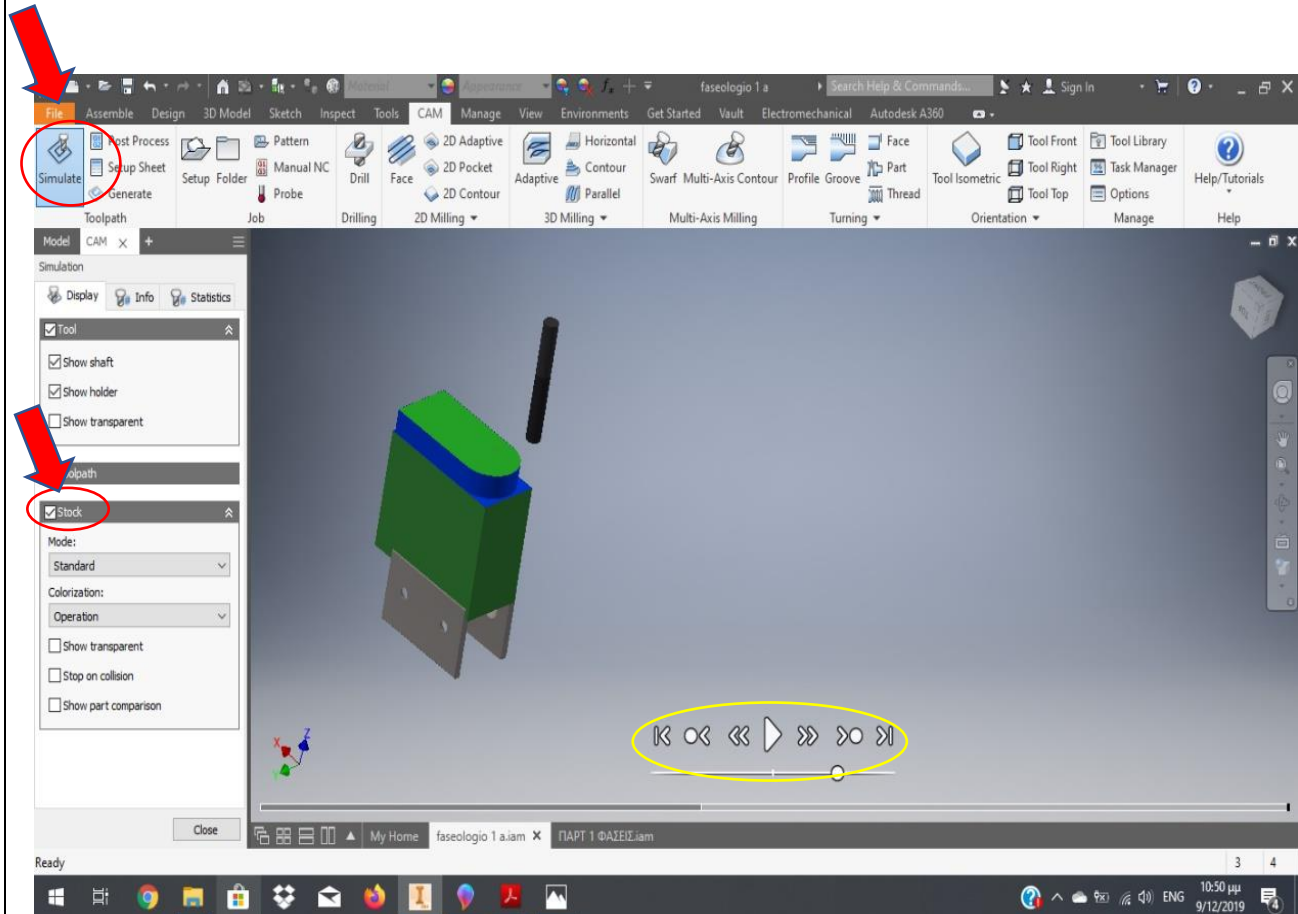 Material
Appearance
faseologio 1 a
Search Help & Commands...
Sign In
File Assemble Design 3D Model Sketch Inspect Tools CAM Manage View Environments Get Started Vault Electromechanical Autodesk A360
Simulate
Post Process
Setup Sheet
Generate
Toolpath
Setup
Folder
Pattern
Manual NC
Probe
Job
Drill
Drilling
Face
2D Adaptive
2D Pocket
2D Contour
2D Milling
Adaptive
Horizontal
Contour
Parallel
3D Milling
Swarf
Multi-Axis Contour
Multi-Axis Milling
Profile
Groove
Face
Part
Thread
Turning
Tool Isometric
Tool Front
Tool Right
Tool Top
Orientation
Tool Library
Task Manager
Options
Manage
Help/Tutorials
Help
Model CAM
Simulation
Display Info Statistics
Tool
Show shaft
Show holder
Show transparent
olpath
Stock
Mode:
Standard
Colorization:
Operation
Show transparent
Stop on collision
Show part comparison
X
Z
Y
Close
My Home faseologio 1 a.iam ΠΑΡΤ 1 ΦΑΣΕΙΣ.iam
Ready
3 4
ENG
10:50 μμ
9/12/2019
4